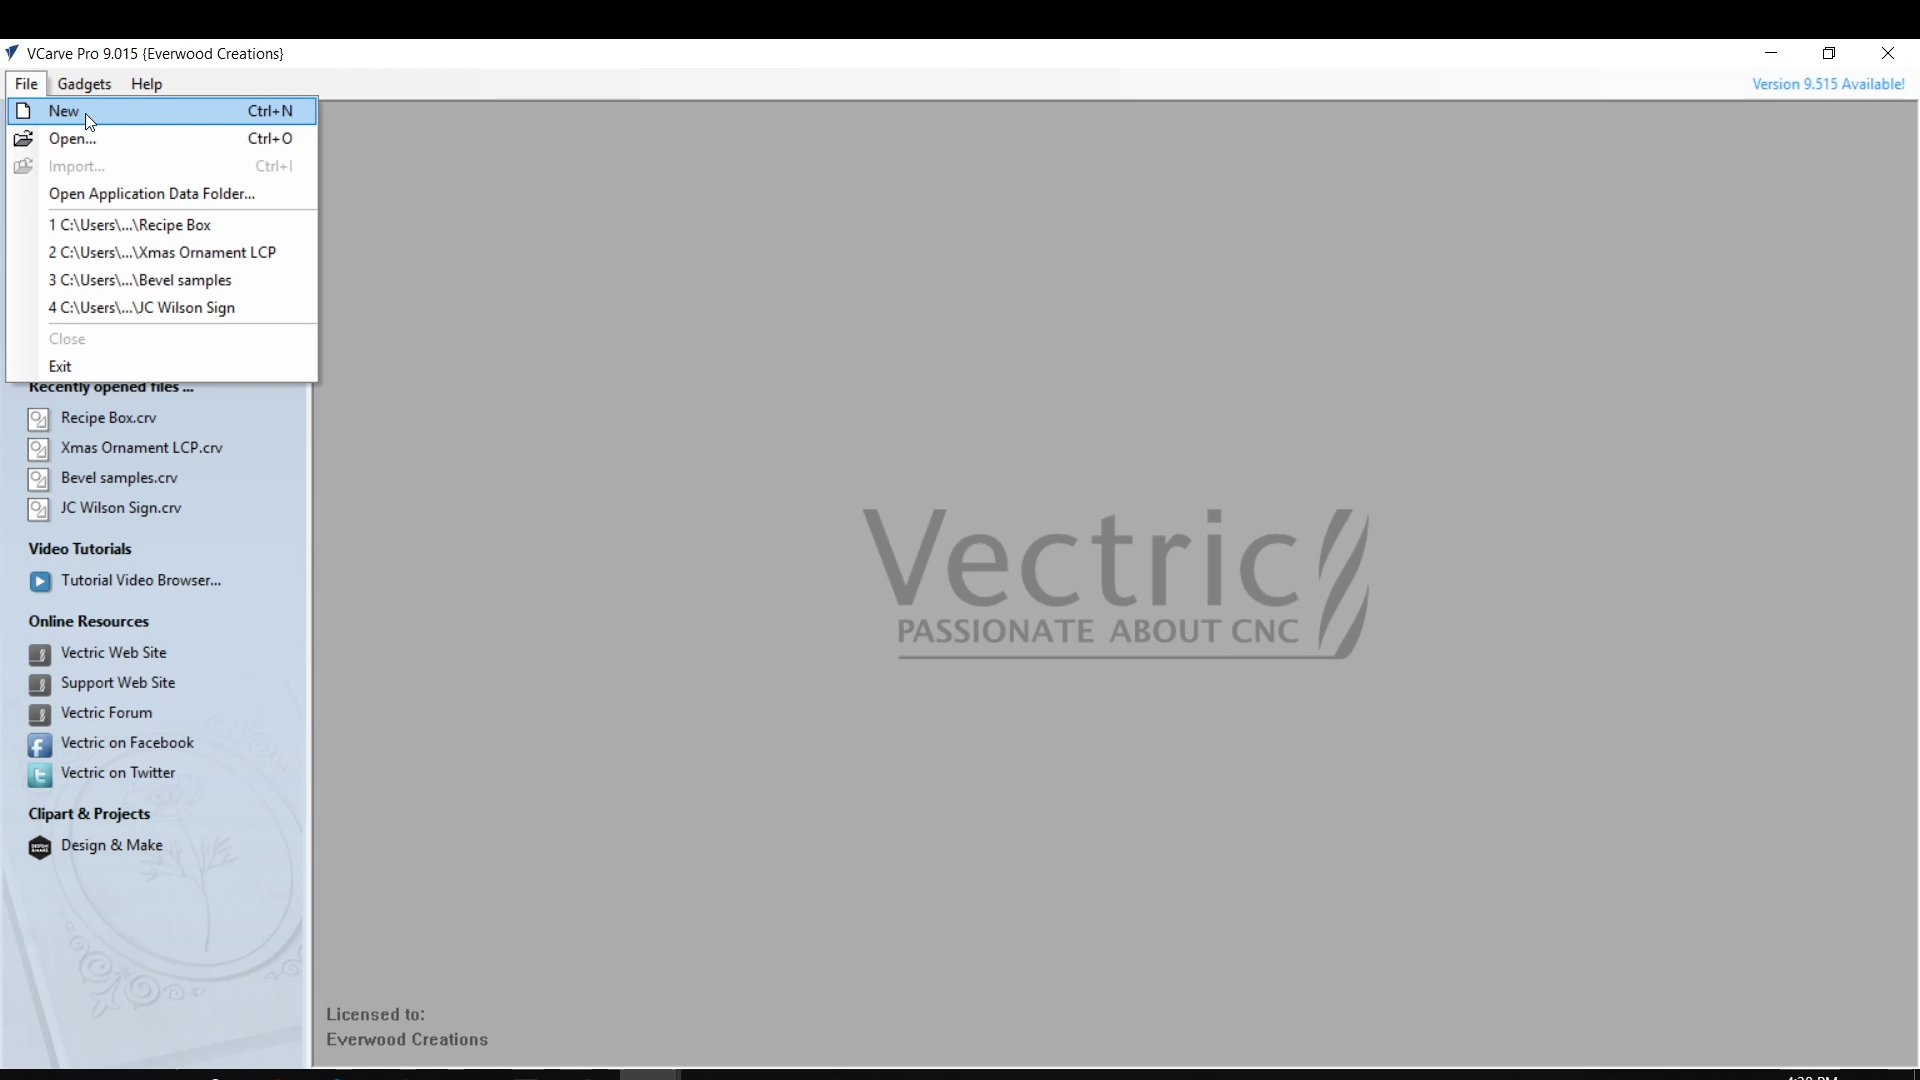 VCarve Pro 9.015 {Everwood Creations}
File Gadgets Help
Version 9.515 Available!
New Ctrl+N
Open... Ctrl+O
Import... Ctrl+I
Open Application Data Folder...
1 C:\Users\...\Recipe Box
2 C:\Users\...\Xmas Ornament LCP
3 C:\Users\...\Bevel samples
4 C:\Users\...\JC Wilson Sign
Close
Exit
Recently opened files ...
Recipe Box.crv
Xmas Ornament LCP.crv
Bevel samples.crv
JC Wilson Sign.crv
Video Tutorials
Tutorial Video Browser...
Online Resources
Vectric Web Site
Support Web Site
Vectric Forum
Vectric on Facebook
Vectric on Twitter
Clipart & Projects
Design & Make
Vectric
PASSIONATE ABOUT CNC
Licensed to:
Everwood Creations